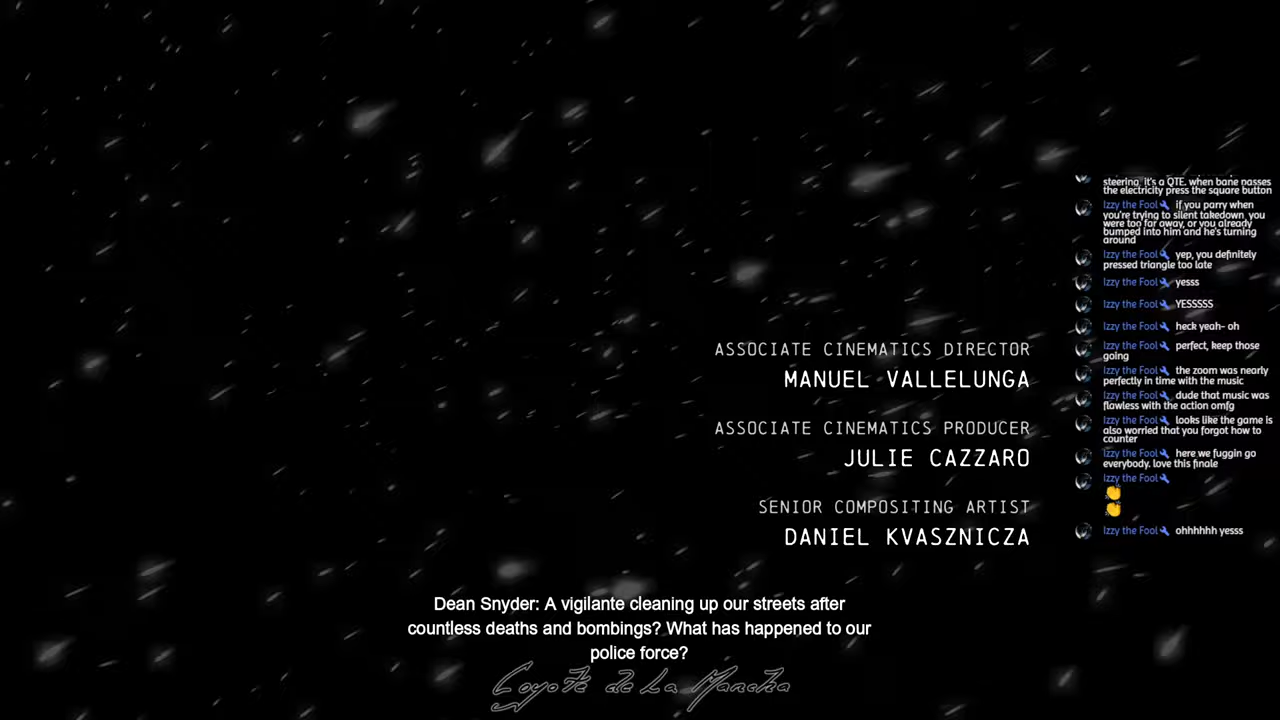 steering, it's a QTE. when bane passes
the electricity press the square button
Izzy the Fool if you parry when
you're trying to silent takedown, you
were too far away, or you already
bumped into him and he's turning
around
Izzy the Fool yep, you definitely
pressed triangle too late
Izzy the Fool yesss
Izzy the Fool YESSSSS
Izzy the Fool heck yeah- oh
Izzy the Fool perfect, keep those
going
Izzy the Fool the zoom was nearly
perfectly in time with the music
Izzy the Fool dude that music was
flawless with the action omfg
Izzy the Fool looks like the game is
also worried that you forgot how to
counter
Izzy the Fool here we fuggin go
everybody. love this finale
Izzy the Fool
Izzy the Fool ohhhhhh yesss
ASSOCIATE CINEMATICS DIRECTOR
MANUEL VALLELUNGA
ASSOCIATE CINEMATICS PRODUCER
JULIE CAZZARO
SENIOR COMPOSITING ARTIST
DANIEL KVASZNICZA
Dean Snyder: A vigilante cleaning up our streets after
countless deaths and bombings? What has happened to our
police force?
Coyote de La Mancha